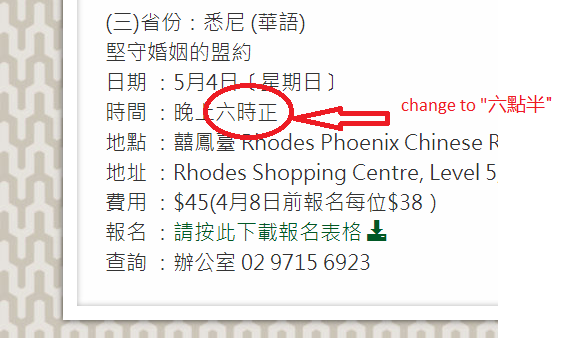 (三)省份：悉尼 (華語)
堅守婚姻的盟約
日期 ：5月4日﹝星期日﹞
時間 ：晚上六時正
change to "六點半"
地點 ：囍鳳臺 Rhodes Phoenix Chinese R
地址 ：Rhodes Shopping Centre, Level 5
費用 ：$45(4月8日前報名每位$38 )
報名 ：請按此下載報名表格
查詢 ：辦公室 02 9715 6923